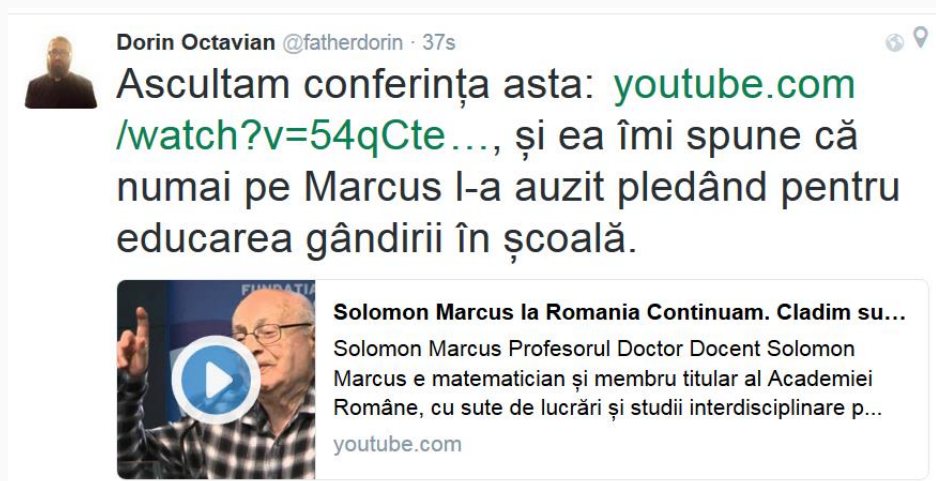 Dorin Octavian @fatherdorin · 37s
Ascultam conferința asta: youtube.com
/watch?v=54qCte…, și ea îmi spune că
numai pe Marcus l-a auzit pledând pentru
educarea gândirii în școală.
FUNDAȚIA
Solomon Marcus la Romania Continuam. Cladim su...
Solomon Marcus Profesorul Doctor Docent Solomon
Marcus e matematician și membru titular al Academiei
Române, cu sute de lucrări și studii interdisciplinare p...
youtube.com